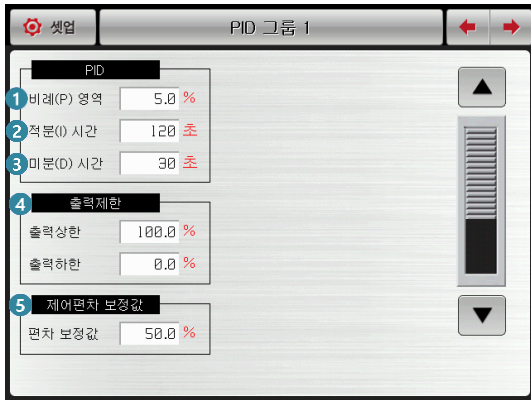 셋업
PID 그룹 1
PID
1 비례(P) 영역 5.0 %
2 적분(I) 시간 120 초
3 미분(D) 시간 30 초
4 출력제한
출력상한 100.0 %
출력하한 0.0 %
5 제어편차 보정값
편차 보정값 50.0 %